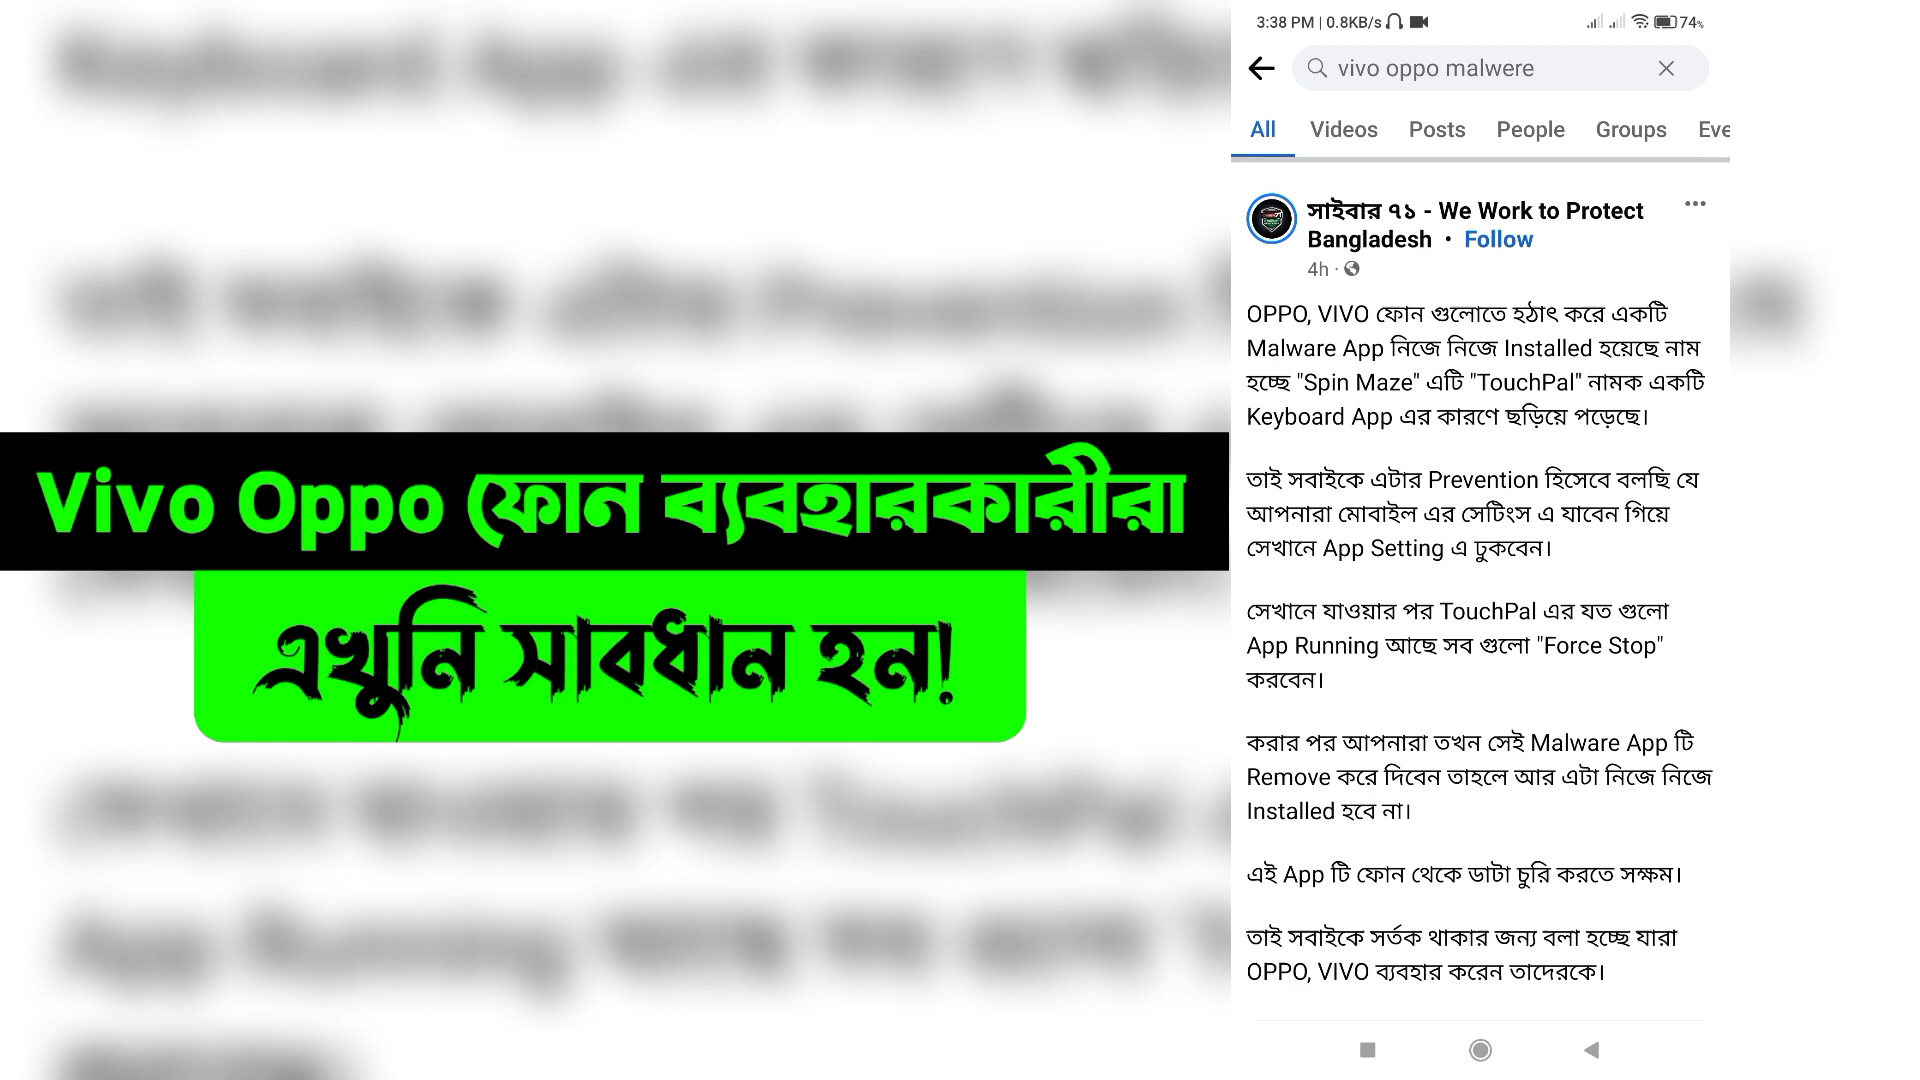 Vivo Oppo ফোন ব্যবহারকারীরা
এখুনি সাবধান হন!
3:38 PM | 0.8KB/s
74%
vivo oppo malwere
All Videos Posts People Groups Eve
সাইবার ৭১ - We Work to Protect
Bangladesh • Follow
4h ·
OPPO, VIVO ফোন গুলোতে হঠাৎ করে একটি
Malware App নিজে নিজে Installed হয়েছে নাম
হচ্ছে "Spin Maze" এটি "TouchPal" নামক একটি
Keyboard App এর কারণে ছড়িয়ে পড়েছে।
তাই সবাইকে এটার Prevention হিসেবে বলছি যে
আপনারা মোবাইল এর সেটিংস এ যাবেন গিয়ে
সেখানে App Setting এ ঢুকবেন।
সেখানে যাওয়ার পর TouchPal এর যত গুলো
App Running আছে সব গুলো "Force Stop"
করবেন।
করার পর আপনারা তখন সেই Malware App টি
Remove করে দিবেন তাহলে আর এটা নিজে নিজে
Installed হবে না।
এই App টি ফোন থেকে ডাটা চুরি করতে সক্ষম।
তাই সবাইকে সর্তক থাকার জন্য বলা হচ্ছে যারা
OPPO, VIVO ব্যবহার করেন তাদেরকে।